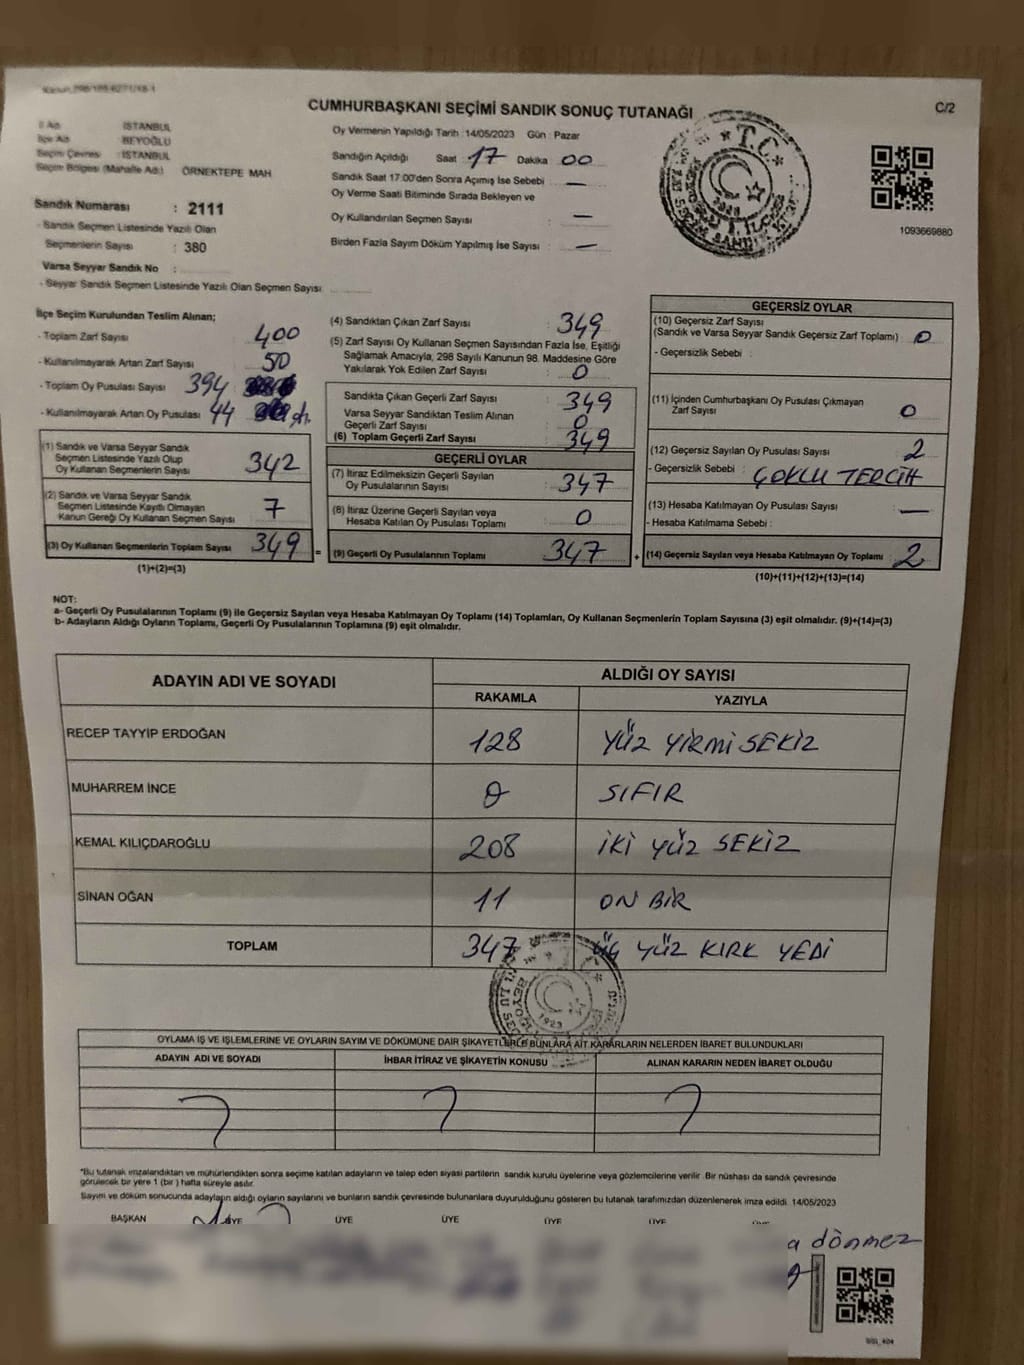 CUMHURBAŞKANI SEÇİMİ SANDIK SONUÇ TUTANAĞI
C/2
İl Adı : İSTANBUL
İlçe Adı : BEYOĞLU
Seçim Çevresi : İSTANBUL
Seçim Bölgesi (Mahalle Adı) : ÖRNEKTEPE MAH
Sandık Numarası : 2111
- Sandık Seçmen Listesinde Yazılı Olan
Seçmenlerin Sayısı : 380
Varsa Seyyar Sandık No :
- Seyyar Sandık Seçmen Listesinde Yazılı Olan Seçmen Sayısı :
Oy Vermenin Yapıldığı Tarih :14/05/2023 Gün : Pazar
Sandığın Açıldığı Saat 17 Dakika 00
Sandık Saat 17:00'den Sonra Açımış İse Sebebi : —
Oy Verme Saati Bitiminde Sırada Bekleyen ve
Oy Kullandırılan Seçmen Sayısı : —
Birden Fazla Sayım Döküm Yapılmış İse Sayısı : —
1093669880
İlçe Seçim Kurulundan Teslim Alınan;
- Toplam Zarf Sayısı : 400
- Kullanılmayarak Artan Zarf Sayısı : 50
- Toplam Oy Pusulası Sayısı 394
- Kullanılmayarak Artan Oy Pusulası : 44
(1) Sandık ve Varsa Seyyar Sandık
Seçmen Listesinde Yazılı Olup
Oy Kullanan Seçmenlerin Sayısı : 342
(2) Sandık ve Varsa Seyyar Sandık
Seçmen Listesinde Kayıtlı Olmayan
Kanun Gereği Oy Kullanan Seçmen Sayısı : 7
(3) Oy Kullanan Seçmenlerin Toplam Sayısı : 349
(1)+(2)=(3)
(4) Sandıktan Çıkan Zarf Sayısı : 349
(5) Zarf Sayısı Oy Kullanan Seçmen Sayısından Fazla İse, Eşitliği
Sağlamak Amacıyla, 298 Sayılı Kanunun 98. Maddesine Göre
Yakılarak Yok Edilen Zarf Sayısı : 0
Sandıkta Çıkan Geçerli Zarf Sayısı : 349
Varsa Seyyar Sandıktan Teslim Alınan
Geçerli Zarf Sayısı : 0
(6) Toplam Geçerli Zarf Sayısı : 349
GEÇERLİ OYLAR
(7) İtiraz Edilmeksizin Geçerli Sayılan
Oy Pusulalarının Sayısı : 347
(8) İtiraz Üzerine Geçerli Sayılan veya
Hesaba Katılan Oy Pusulası Toplamı : 0
=
(9) Geçerli Oy Pusulalarının Toplamı : 347
GEÇERSİZ OYLAR
(10) Geçersiz Zarf Sayısı
(Sandık ve Varsa Seyyar Sandık Geçersiz Zarf Toplamı) : 0
- Geçersizlik Sebebi :
(11) İçinden Cumhurbaşkanı Oy Pusulası Çıkmayan
Zarf Sayısı : 0
(12) Geçersiz Sayılan Oy Pusulası Sayısı : 2
- Geçersizlik Sebebi : ÇOKLU TERCİH
(13) Hesaba Katılmayan Oy Pusulası Sayısı : —
- Hesaba Katılmama Sebebi :
+
(14) Geçersiz Sayılan veya Hesaba Katılmayan Oy Toplamı : 2
(10)+(11)+(12)+(13)=(14)
NOT:
a- Geçerli Oy Pusulalarının Toplamı (9) ile Geçersiz Sayılan veya Hesaba Katılmayan Oy Toplamı (14) Toplamları, Oy Kullanan Seçmenlerin Toplam Sayısına (3) eşit olmalıdır. (9)+(14)=(3)
b- Adayların Aldığı Oyların Toplamı, Geçerli Oy Pusulalarının Toplamına (9) eşit olmalıdır.
ADAYIN ADI VE SOYADI
ALDIĞI OY SAYISI
RAKAMLA YAZIYLA
RECEP TAYYİP ERDOĞAN 128 YÜZ YİRMİ SEKİZ
MUHARREM İNCE 0 SIFIR
KEMAL KILIÇDAROĞLU 208 İKİ YÜZ SEKİZ
SİNAN OĞAN 11 ON BİR
TOPLAM 347 ÜÇ YÜZ KIRK YEDİ
T.C.
1923
OYLAMA İŞ VE İŞLEMLERİNE VE OYLARIN SAYIM VE DÖKÜMÜNE DAİR ŞİKAYETLERLE BUNLARA AİT KARARLARIN NELERDEN İBARET BULUNDUKLARI
ADAYIN ADI VE SOYADI
İHBAR İTİRAZ VE ŞİKAYETİN KONUSU
ALINAN KARARIN NEDEN İBARET OLDUĞU
*Bu tutanak imzalandıktan ve mühürlendikten sonra seçime katılan adayların ve talep eden siyasi partilerin sandık kurulu üyelerine veya gözlemcilerine verilir. Bir nüshası da sandık çevresinde
görülecek bir yere 1 (bir ) hafta süreyle asılır.
Sayım ve döküm sonucunda adayların aldığı oyların sayılarını ve bunların sandık çevresinde bulunanlara duyurulduğunu gösteren bu tutanak tarafımızdan düzenlenerek imza edildi. 14/05/2023
BAŞKAN ÜYE ÜYE ÜYE ÜYE ÜYE
dönmez